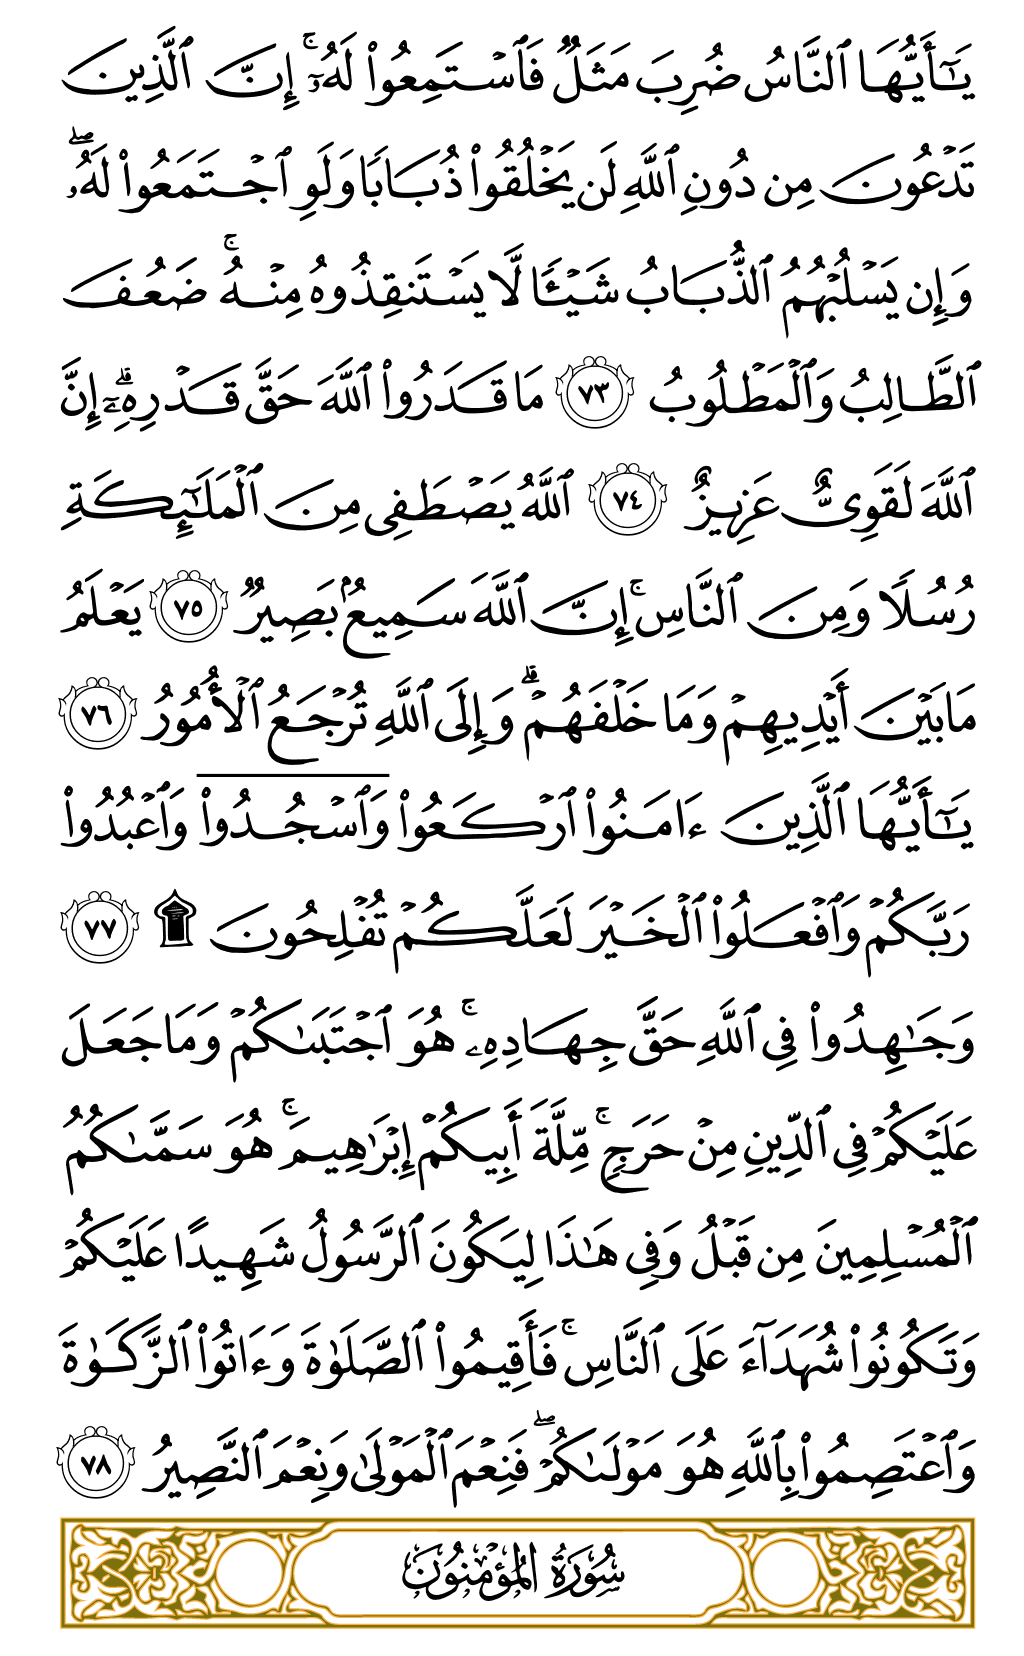 يَـٰٓأَيُّهَا ٱلنَّاسُ ضُرِبَ مَثَلٌ فَٱسْتَمِعُوا۟ لَهُۥٓ ۚ إِنَّ ٱلَّذِينَ
تَدْعُونَ مِن دُونِ ٱللَّهِ لَن يَخْلُقُوا۟ ذُبَابًا وَلَوِ ٱجْتَمَعُوا۟ لَهُۥ ۖ
وَإِن يَسْلُبْهُمُ ٱلذُّبَابُ شَيْـًٔا لَّا يَسْتَنقِذُوهُ مِنْهُ ۚ ضَعُفَ
ٱلطَّالِبُ وَٱلْمَطْلُوبُ ٧٣ مَا قَدَرُوا۟ ٱللَّهَ حَقَّ قَدْرِهِۦٓ ۗ إِنَّ
ٱللَّهَ لَقَوِىٌّ عَزِيزٌ ٧٤ ٱللَّهُ يَصْطَفِى مِنَ ٱلْمَلَـٰٓئِكَةِ
رُسُلًا وَمِنَ ٱلنَّاسِ ۚ إِنَّ ٱللَّهَ سَمِيعٌۢ بَصِيرٌ ٧٥ يَعْلَمُ
مَا بَيْنَ أَيْدِيهِمْ وَمَا خَلْفَهُمْ ۗ وَإِلَى ٱللَّهِ تُرْجَعُ ٱلْأُمُورُ ٧٦
يَـٰٓأَيُّهَا ٱلَّذِينَ ءَامَنُوا۟ ٱرْكَعُوا۟ وَٱسْجُدُوا۟ وَٱعْبُدُوا۟
رَبَّكُمْ وَٱفْعَلُوا۟ ٱلْخَيْرَ لَعَلَّكُمْ تُفْلِحُونَ ۩ ٧٧
وَجَـٰهِدُوا۟ فِى ٱللَّهِ حَقَّ جِهَادِهِۦ ۚ هُوَ ٱجْتَبَىٰكُمْ وَمَا جَعَلَ
عَلَيْكُمْ فِى ٱلدِّينِ مِنْ حَرَجٍ ۚ مِّلَّةَ أَبِيكُمْ إِبْرَٰهِيمَ ۚ هُوَ سَمَّىٰكُمُ
ٱلْمُسْلِمِينَ مِن قَبْلُ وَفِى هَـٰذَا لِيَكُونَ ٱلرَّسُولُ شَهِيدًا عَلَيْكُمْ
وَتَكُونُوا۟ شُهَدَآءَ عَلَى ٱلنَّاسِ ۚ فَأَقِيمُوا۟ ٱلصَّلَوٰةَ وَءَاتُوا۟ ٱلزَّكَوٰةَ
وَٱعْتَصِمُوا۟ بِٱللَّهِ هُوَ مَوْلَىٰكُمْ ۖ فَنِعْمَ ٱلْمَوْلَىٰ وَنِعْمَ ٱلنَّصِيرُ ٧٨
سُورَةُ المُؤْمِنُونَ